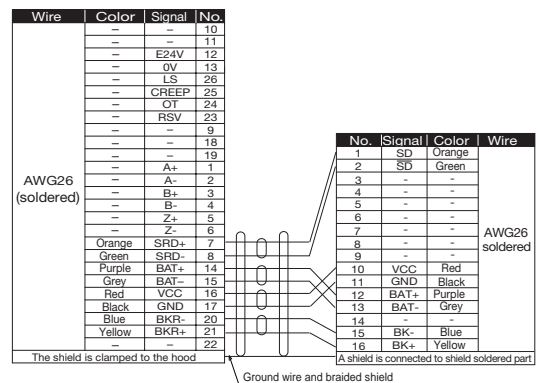 Wire Color Signal No.
– – 10
– – 11
– E24V 12
– 0V 13
– LS 26
– CREEP 25
– OT 24
– RSV 23
– – 9
– – 18
– – 19
– A+ 1
– A- 2
– B+ 3
– B- 4
– Z+ 5
– Z- 6
Orange SRD+ 7
Green SRD- 8
Purple BAT+ 14
Grey BAT– 15
Red VCC 16
Black GND 17
Blue BKR- 20
Yellow BKR+ 21
– – 22
AWG26
(soldered)
The shield is clamped to the hood
No. Signal Color Wire
1 SD Orange
2 S̅D̅ Green
3 - -
4 - -
5 - -
6 - -
7 - -
8 - -
9 - -
10 VCC Red
11 GND Black
12 BAT+ Purple
13 BAT- Grey
14 - -
15 BK- Blue
16 BK+ Yellow
AWG26
soldered
A shield is connected to shield soldered part
Ground wire and braided shield